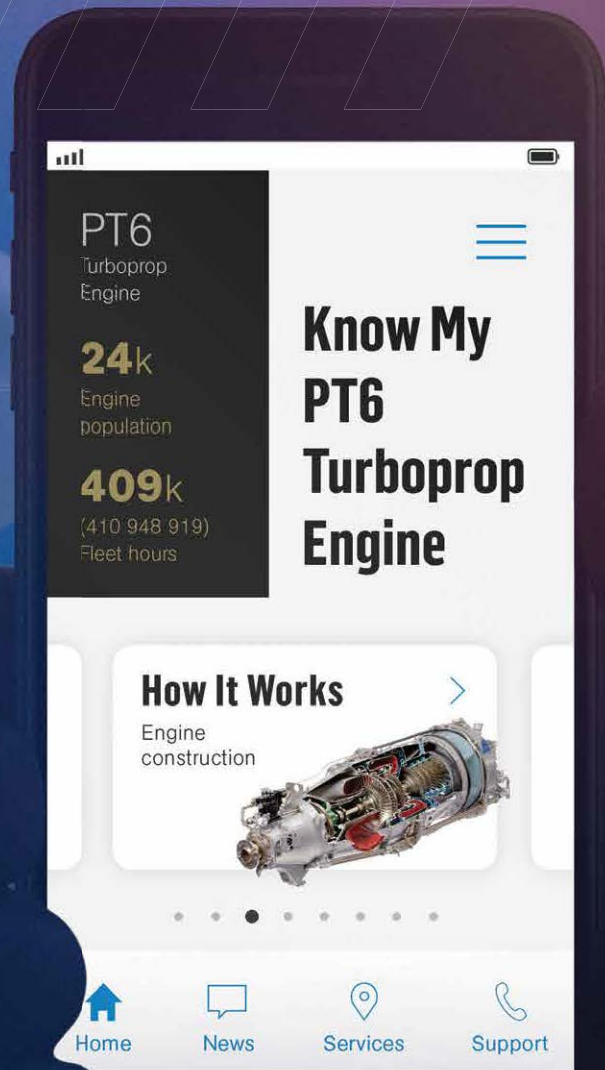 PT6
Turboprop
Engine
24k
Engine
population
409k
(410 948 919)
Fleet hours
Know My
PT6
Turboprop
Engine
How It Works
Engine
construction
Home
News
Services
Support